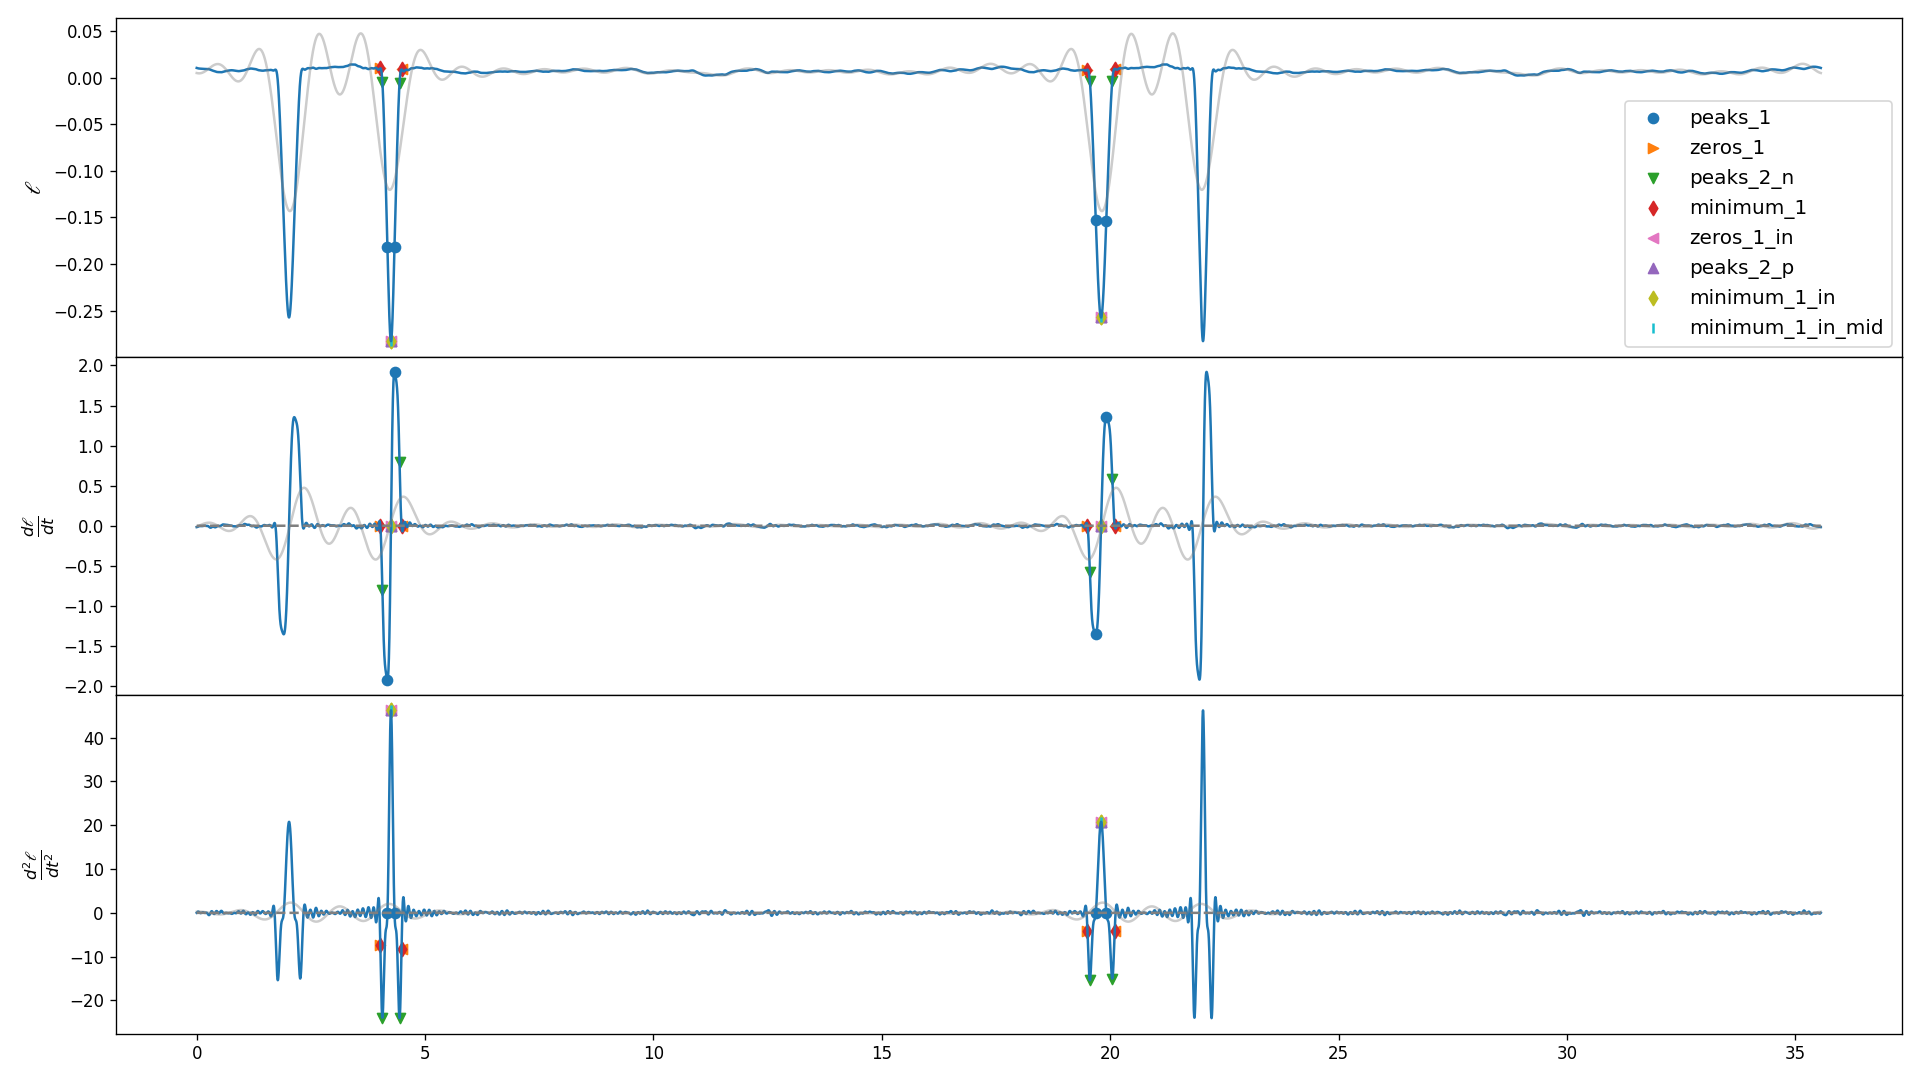 0.05
0.00
−0.05
−0.10
−0.15
−0.20
−0.25
ℓ
peaks_1
zeros_1
peaks_2_n
minimum_1
zeros_1_in
peaks_2_p
minimum_1_in
minimum_1_in_mid
2.0
1.5
1.0
0.5
0.0
−0.5
−1.0
−1.5
−2.0
dℓ
dt
40
30
20
10
0
−10
−20
d²ℓ
dt²
0 5 10 15 20 25 30 35